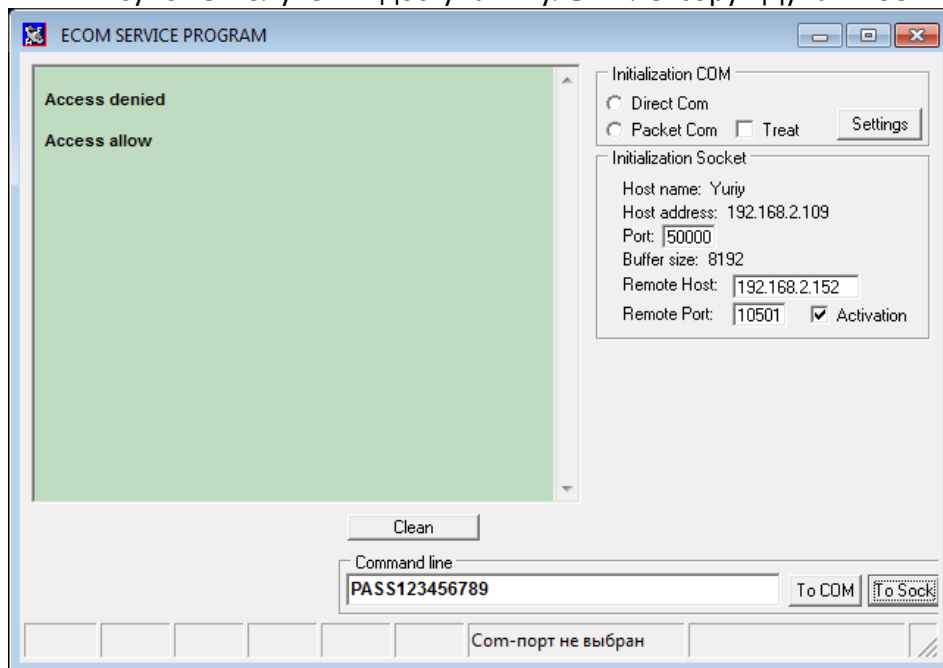 ECOM SERVICE PROGRAM
Access denied
Access allow
Initialization COM
Direct Com
Packet Com
Treat
Settings
Initialization Socket
Host name: Yuriy
Host address: 192.168.2.109
Port: 50000
Buffer size: 8192
Remote Host: 192.168.2.152
Remote Port: 10501
Activation
Clean
Command line
PASS123456789
To COM
To Sock
Com-порт не выбран